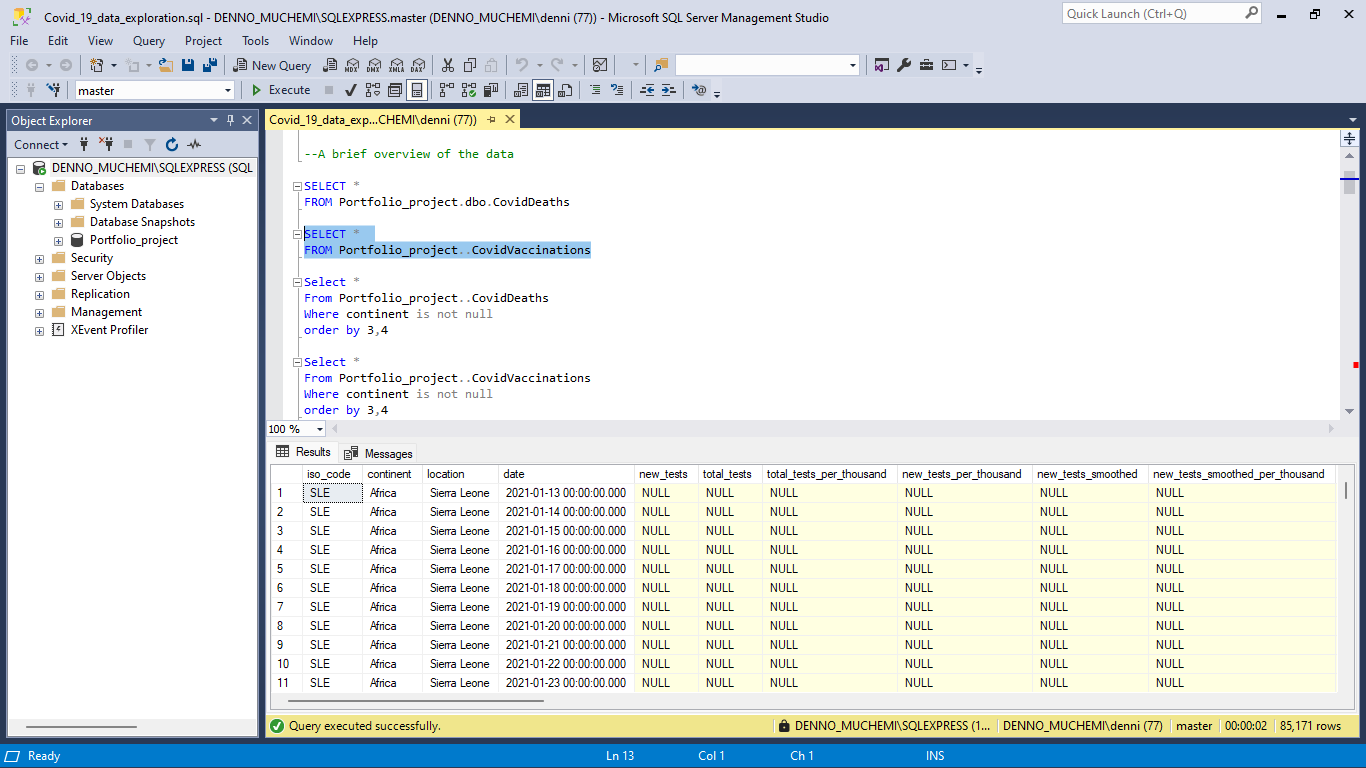 Covid_19_data_exploration.sql - DENNO_MUCHEMI\SQLEXPRESS.master (DENNO_MUCHEMI\denni (77)) - Microsoft SQL Server Management Studio
Quick Launch (Ctrl+Q)
File Edit View Query Project Tools Window Help
New Query MDX DMX XMLA DAX
master Execute
Object Explorer
Connect
DENNO_MUCHEMI\SQLEXPRESS (SQL
Databases
System Databases
Database Snapshots
Portfolio_project
Security
Server Objects
Replication
Management
XEvent Profiler
Covid_19_data_exp...CHEMI\denni (77))
--A brief overview of the data
SELECT *
FROM Portfolio_project.dbo.CovidDeaths
SELECT *
FROM Portfolio_project..CovidVaccinations
Select *
From Portfolio_project..CovidDeaths
Where continent is not null
order by 3,4
Select *
From Portfolio_project..CovidVaccinations
Where continent is not null
order by 3,4
100 %
Results Messages
iso_code continent location date new_tests total_tests total_tests_per_thousand new_tests_per_thousand new_tests_smoothed new_tests_smoothed_per_thousand
1 SLE Africa Sierra Leone 2021-01-13 00:00:00.000 NULL NULL NULL NULL NULL NULL
2 SLE Africa Sierra Leone 2021-01-14 00:00:00.000 NULL NULL NULL NULL NULL NULL
3 SLE Africa Sierra Leone 2021-01-15 00:00:00.000 NULL NULL NULL NULL NULL NULL
4 SLE Africa Sierra Leone 2021-01-16 00:00:00.000 NULL NULL NULL NULL NULL NULL
5 SLE Africa Sierra Leone 2021-01-17 00:00:00.000 NULL NULL NULL NULL NULL NULL
6 SLE Africa Sierra Leone 2021-01-18 00:00:00.000 NULL NULL NULL NULL NULL NULL
7 SLE Africa Sierra Leone 2021-01-19 00:00:00.000 NULL NULL NULL NULL NULL NULL
8 SLE Africa Sierra Leone 2021-01-20 00:00:00.000 NULL NULL NULL NULL NULL NULL
9 SLE Africa Sierra Leone 2021-01-21 00:00:00.000 NULL NULL NULL NULL NULL NULL
10 SLE Africa Sierra Leone 2021-01-22 00:00:00.000 NULL NULL NULL NULL NULL NULL
11 SLE Africa Sierra Leone 2021-01-23 00:00:00.000 NULL NULL NULL NULL NULL NULL
Query executed successfully. DENNO_MUCHEMI\SQLEXPRESS (1... DENNO_MUCHEMI\denni (77) master 00:00:02 85,171 rows
Ready Ln 13 Col 1 Ch 1 INS